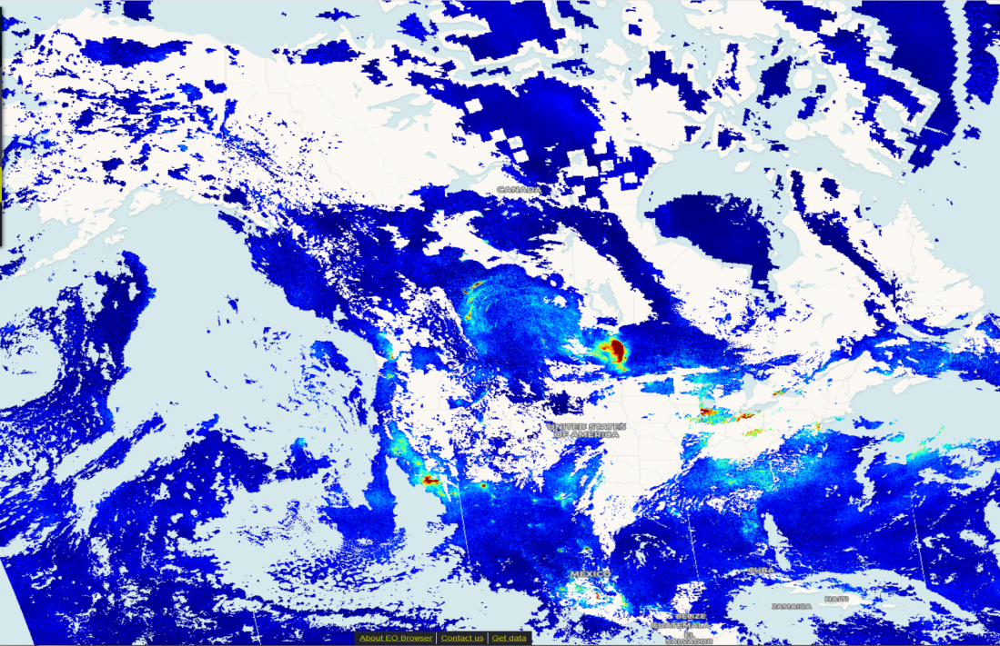 CANADA
UNITED STATES
OF AMERICA
MEXICO
CUBA
HAITI
JAMAICA
BELIZE
GUATEMALA
EL
SALVADOR
About EO Browser | Contact us | Get data